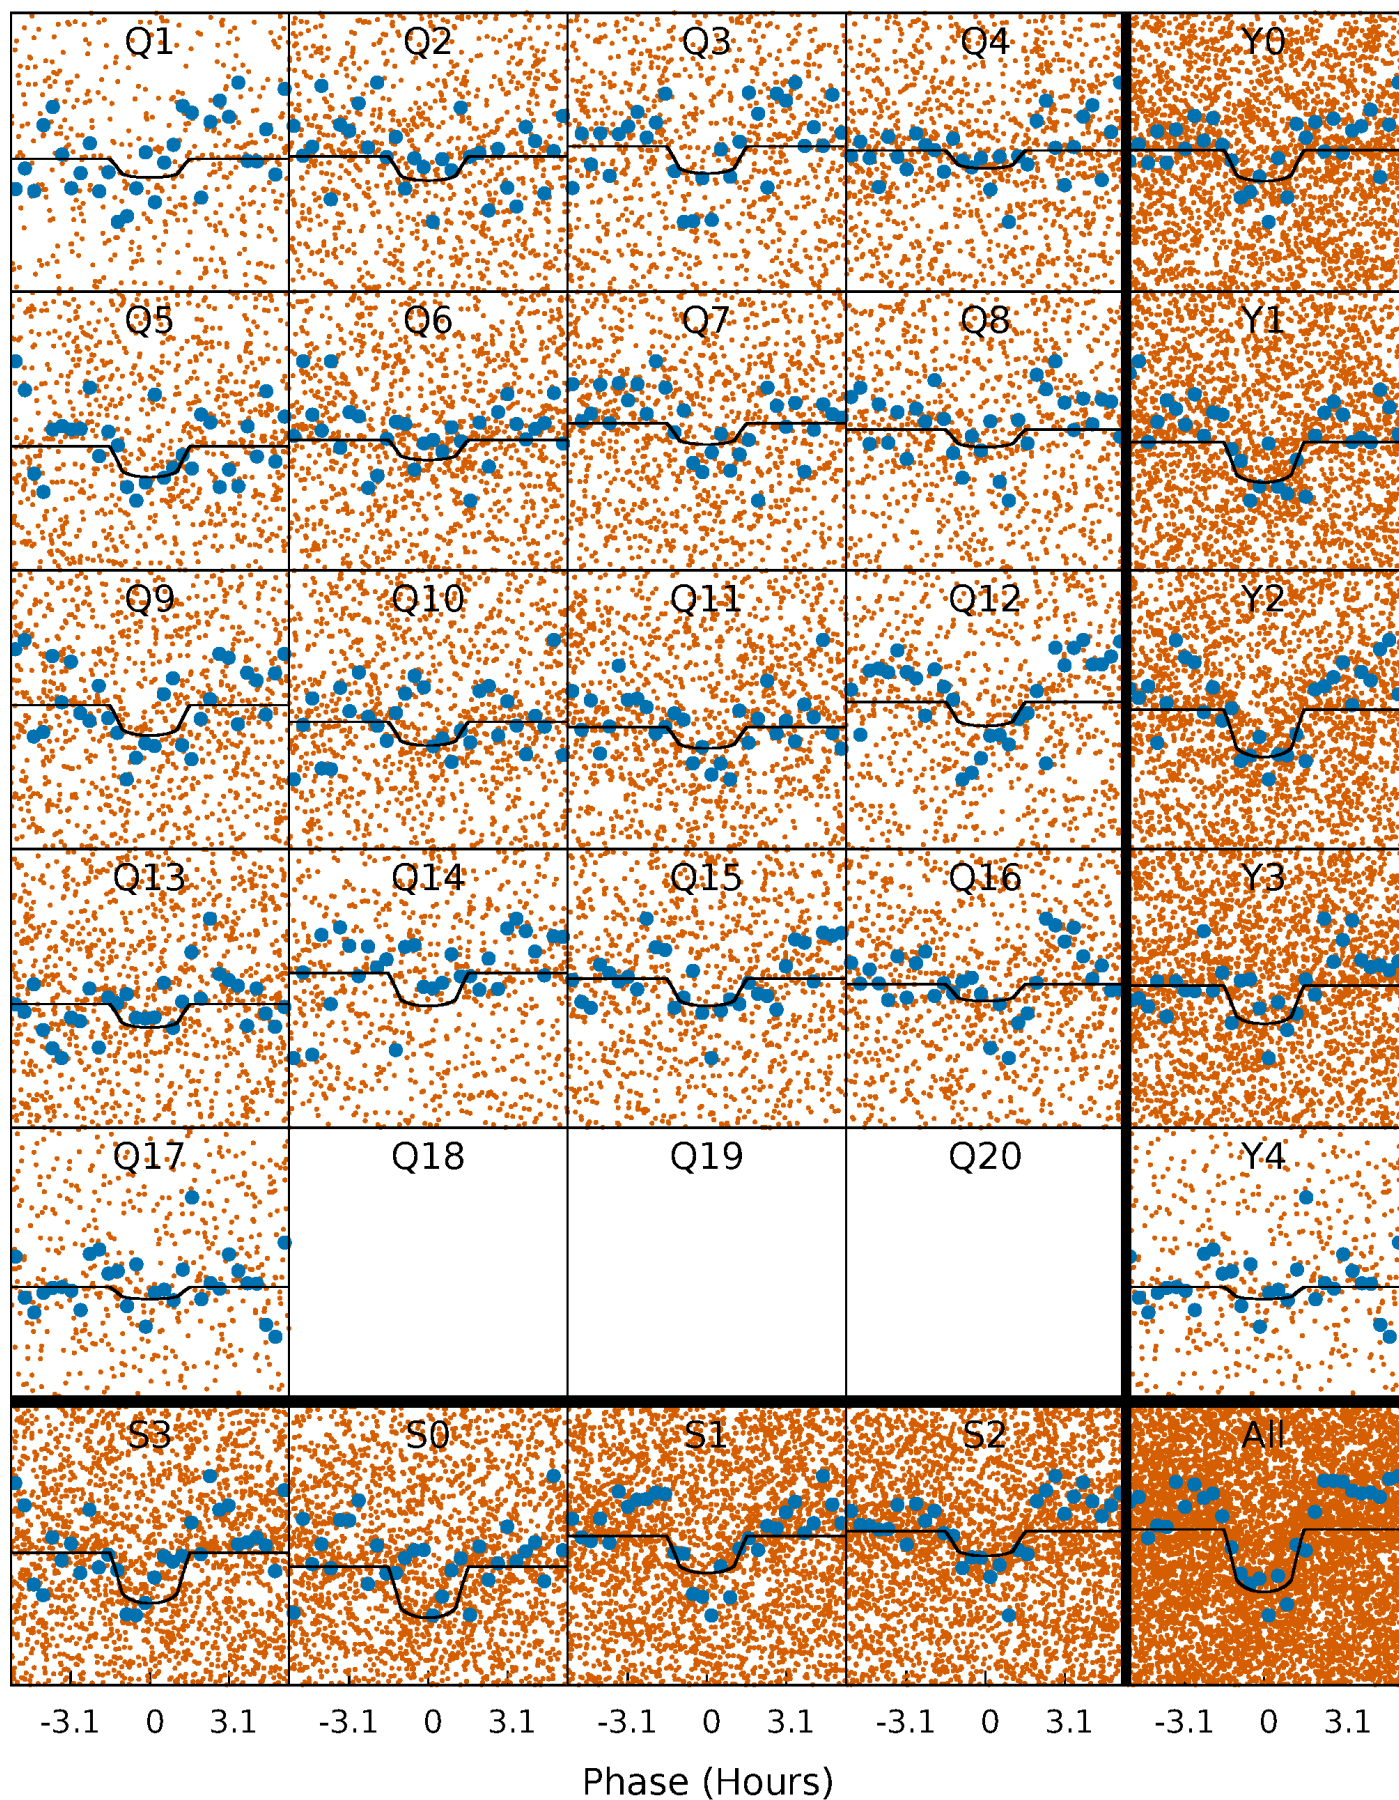 Q1 Q2 Q3 Q4 Y0
Q5 Q6 Q7 Q8 Y1
Q9 Q10 Q11 Q12 Y2
Q13 Q14 Q15 Q16 Y3
Q17 Q18 Q19 Q20 Y4
S3 S0 S1 S2 All
-3.1 0 3.1 -3.1 0 3.1 -3.1 0 3.1 -3.1 0 3.1 -3.1 0 3.1
Phase (Hours)